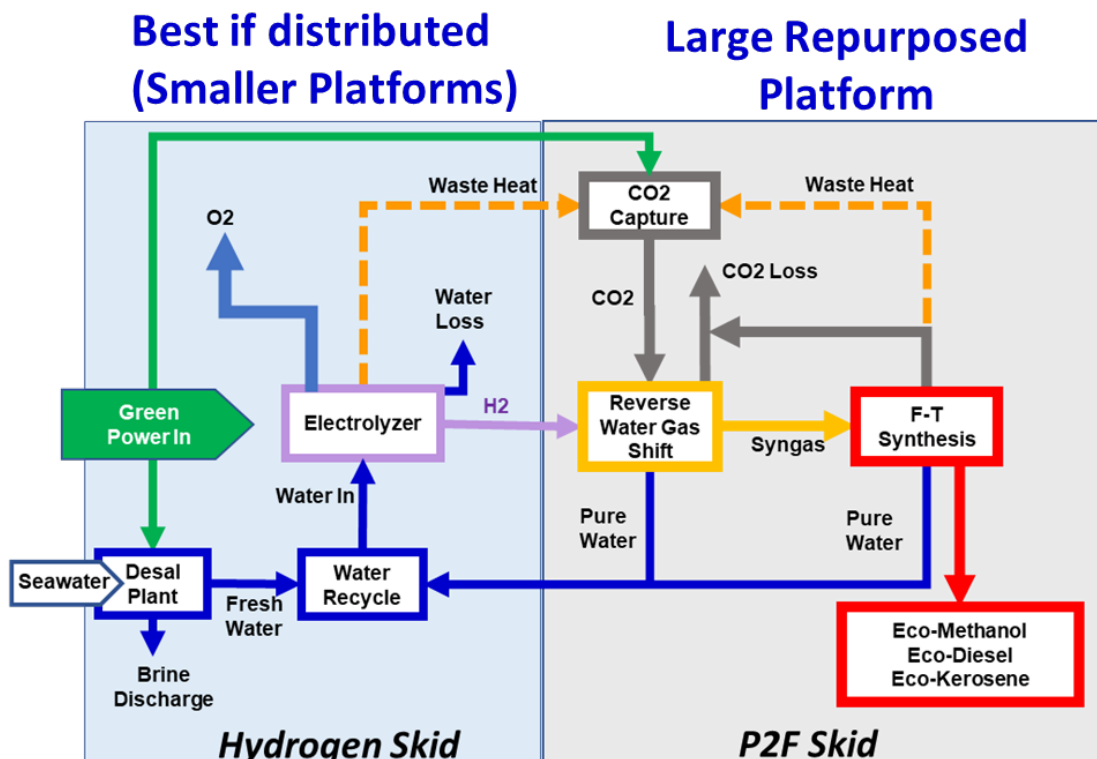 Best if distributed
(Smaller Platforms)
Large Repurposed
Platform
Waste Heat
CO2
Capture
Waste Heat
O2
CO2 Loss
CO2
Water
Loss
Green
Power In
Electrolyzer
H2
Reverse
Water Gas
Shift
Syngas
F-T
Synthesis
Water In
Pure
Water
Pure
Water
Seawater
Desal
Plant
Fresh
Water
Water
Recycle
Brine
Discharge
Eco-Methanol
Eco-Diesel
Eco-Kerosene
Hydrogen Skid
P2F Skid